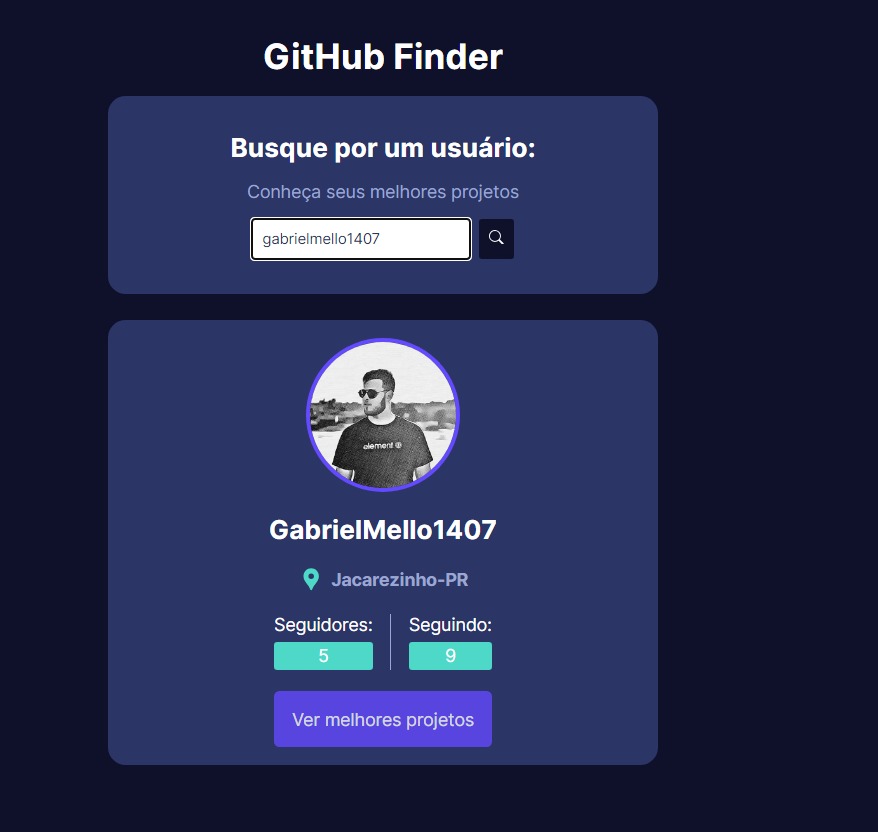 GitHub Finder
Busque por um usuário:
Conheça seus melhores projetos
gabrielmello1407
element
GabrielMello1407
Jacarezinho-PR
Seguidores: Seguindo:
5 9
Ver melhores projetos